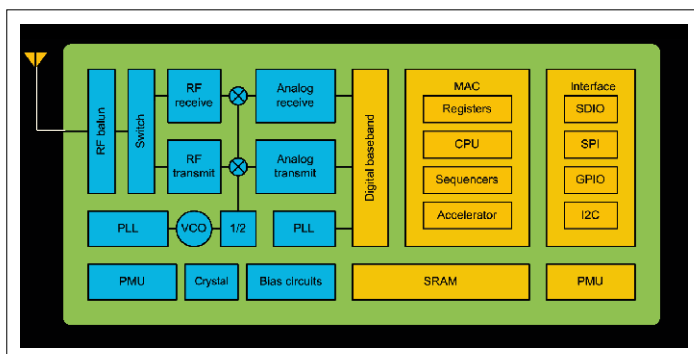 RF balun
Switch
RF
receive
RF
transmit
Analog
receive
Analog
transmit
Digital baseband
PLL
VCO
1/2
PLL
MAC
Registers
CPU
Sequencers
Accelerator
Interface
SDIO
SPI
GPIO
I2C
PMU
Crystal
Bias circuits
SRAM
PMU